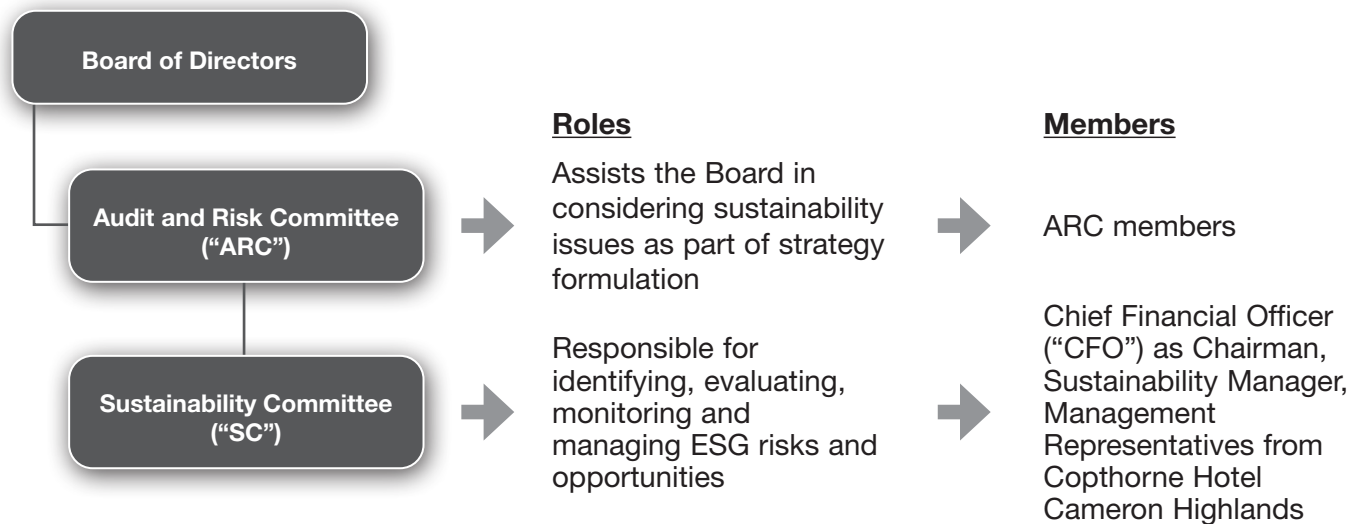 Board of Directors
Roles
Members
Audit and Risk Committee
(“ARC”)
Assists the Board in
considering sustainability
issues as part of strategy
formulation
ARC members
Sustainability Committee
(“SC”)
Responsible for
identifying, evaluating,
monitoring and
managing ESG risks and
opportunities
Chief Financial Officer
(“CFO”) as Chairman,
Sustainability Manager,
Management
Representatives from
Copthorne Hotel
Cameron Highlands